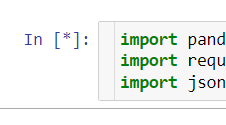 In [*]: import pand
import requ
import json